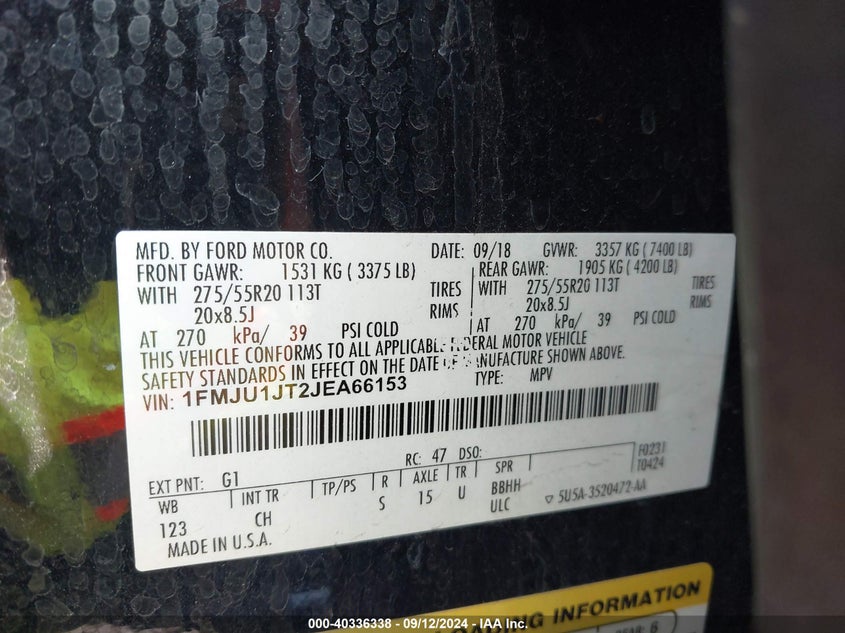 MFD. BY FORD MOTOR CO. DATE: 09/18 GVWR: 3357 KG ( 7400 LB)
FRONT GAWR: 1531 KG ( 3375 LB) REAR GAWR: 1905 KG ( 4200 LB)
WITH 275/55R20 113T TIRES WITH 275/55R20 113T TIRES
20x8.5J RIMS 20x8.5J RIMS
AT 270 kPa/ 39 PSI COLD AT 270 kPa/ 39 PSI COLD
THIS VEHICLE CONFORMS TO ALL APPLICABLE FEDERAL MOTOR VEHICLE
SAFETY STANDARDS IN EFFECT ON THE DATE OF MANUFACTURE SHOWN ABOVE.
VIN: 1FMJU1JT2JEA66153 TYPE: MPV
F0231
T0424
EXT PNT: G1 RC: 47 DSO:
WB INT TR TP/PS R AXLE TR SPR
123 CH S 15 U BBHH
ULC
5U5A-3520472-AA
MADE IN U.S.A.
LOADING INFORMATION
REAR: 6
000-40336338 - 09/12/2024 - IAA Inc.